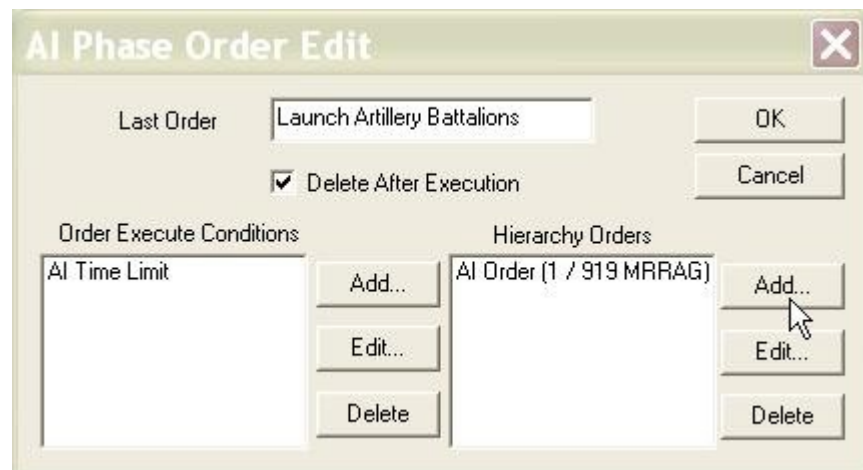 AI Phase Order Edit
Last Order
Launch Artillery Battalions
OK
Delete After Execution
Cancel
Order Execute Conditions
Hierarchy Orders
AI Time Limit
Add...
AI Order (1 / 919 MRRAG)
Add...
Edit...
Edit...
Delete
Delete